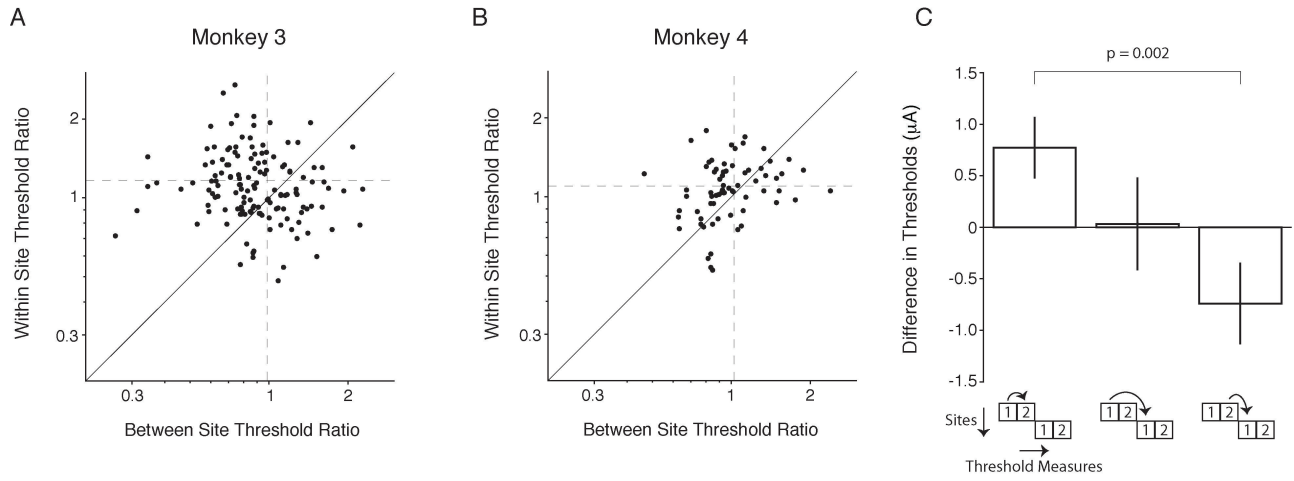 A
Monkey 3
Within Site Threshold Ratio
2
1
0.3
0.3
1
2
Between Site Threshold Ratio
B
Monkey 4
Within Site Threshold Ratio
2
1
0.3
0.3
1
2
Between Site Threshold Ratio
C
p = 0.002
Difference in Thresholds (μA)
1.5
1.0
0.5
0
-0.5
-1.0
-1.5
Sites
1 2
1 2
1 2
1 2
1 2
1 2
Threshold Measures